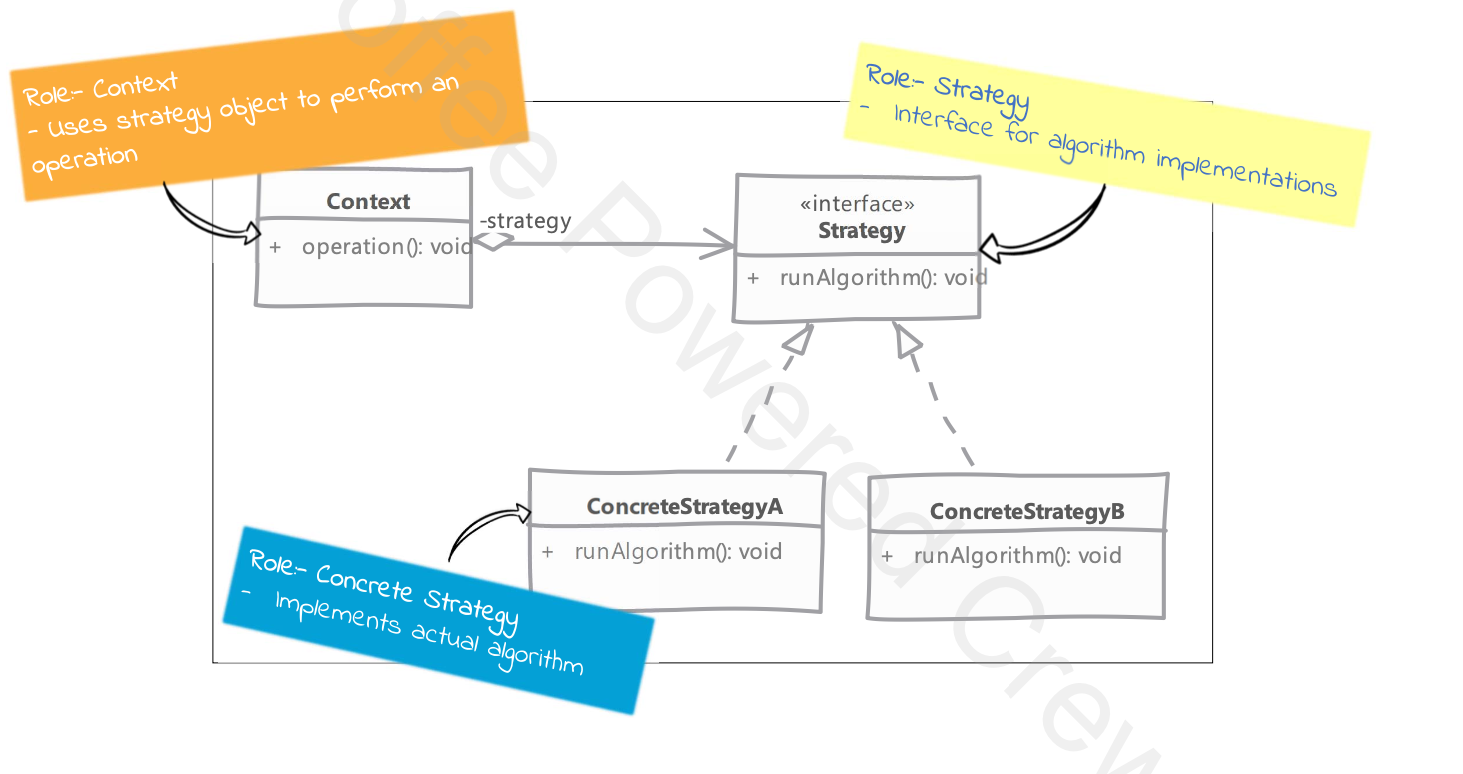 Role:- Context
- Uses strategy object to perform an
operation
Role:- Strategy
- Interface for algorithm implementations
Context
+ operation(): void
-strategy
«interface»
Strategy
+ runAlgorithm(): void
ConcreteStrategyA
+ runAlgorithm(): void
ConcreteStrategyB
+ runAlgorithm(): void
Role:- Concrete Strategy
- Implements actual algorithm
offee Powered Crew